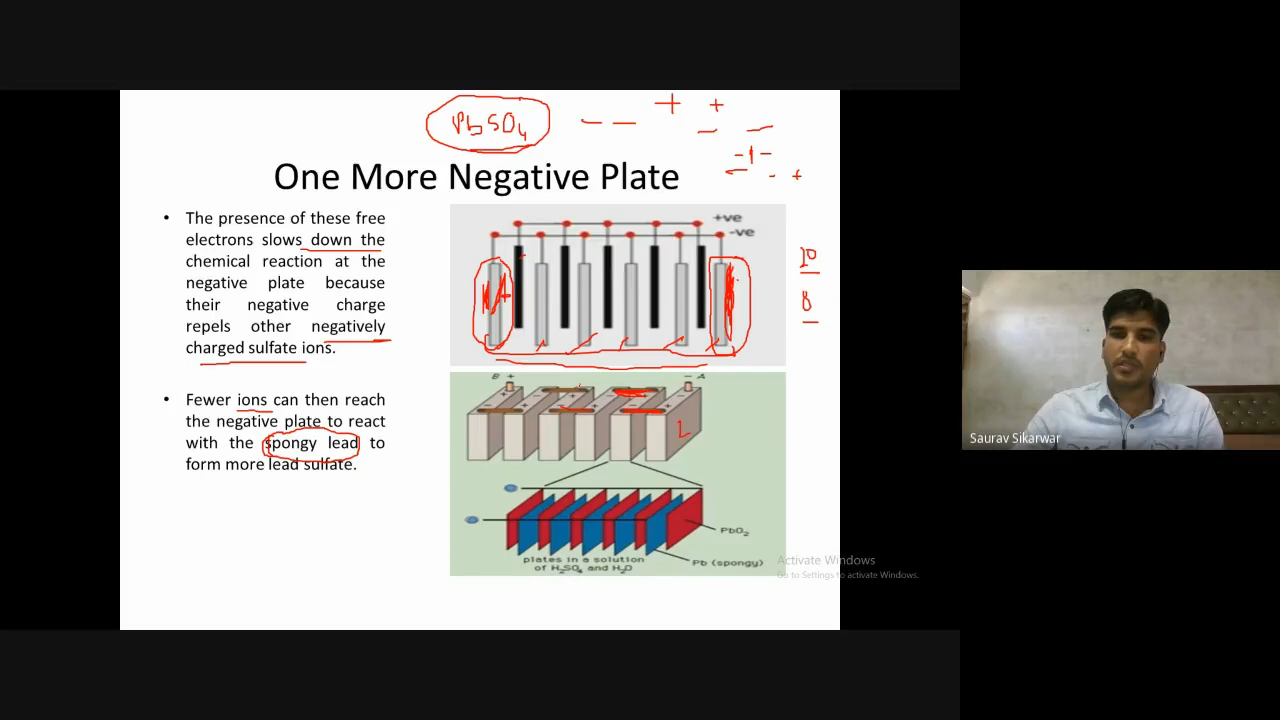 PbSO4
One More Negative Plate
• The presence of these free
electrons slows down the
chemical reaction at the
negative plate because
their negative charge
repels other negatively
charged sulfate ions.
• Fewer ions can then reach
the negative plate to react
with the spongy lead to
form more lead sulfate.
+ve
-ve
10
8
B +
- A
L
PbO2
Pb (spongy)
plates in a solution
of H2SO4 and H2O
Saurav Sikarwar
Activate Windows
Go to Settings to activate Windows.